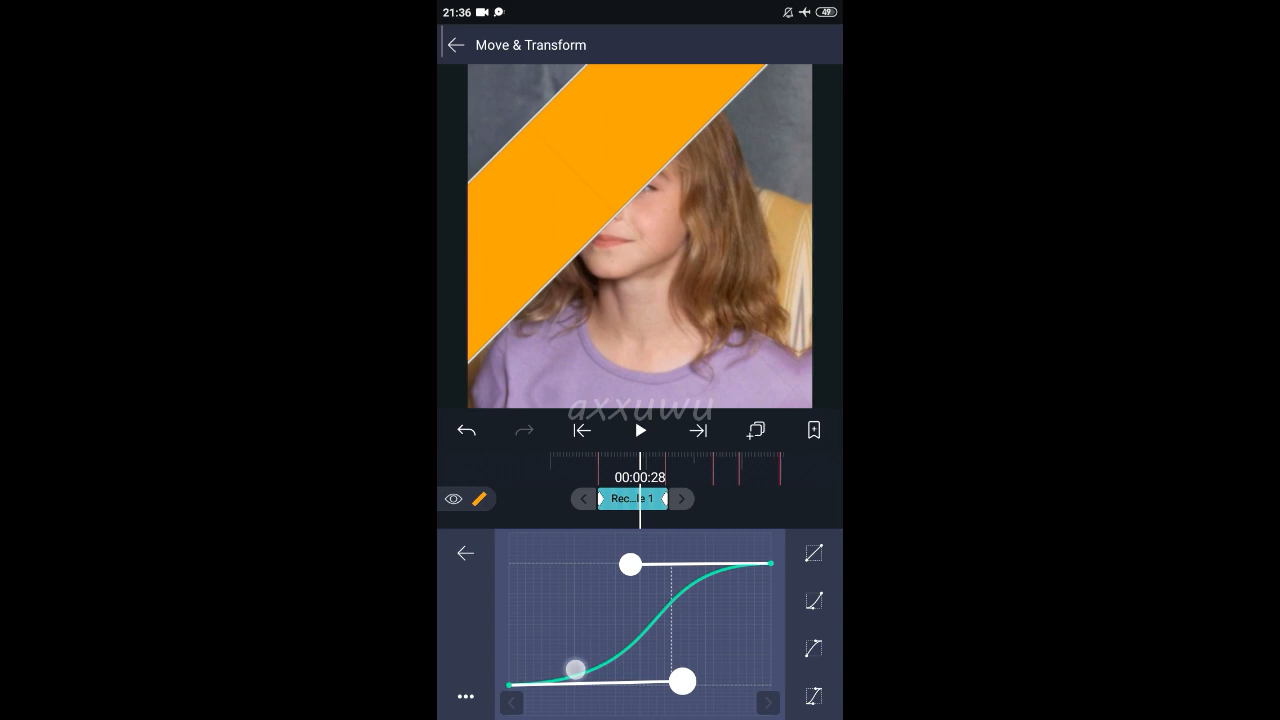 21:36
49
Move & Transform
axxuwu
00:00:28
Rec...le 1